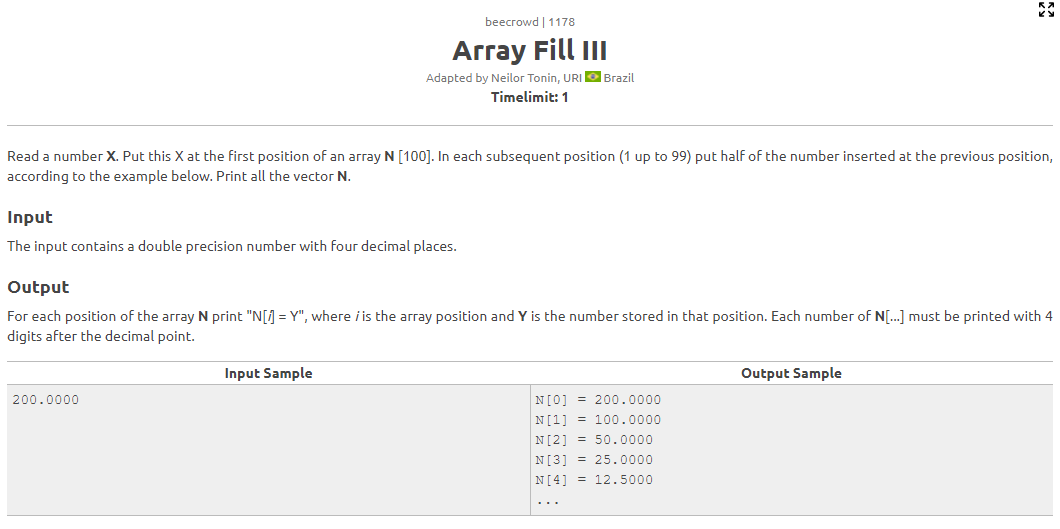 beecrowd | 1178
Array Fill III
Adapted by Neilor Tonin, URI Brazil
Timelimit: 1
Read a number X. Put this X at the first position of an array N [100]. In each subsequent position (1 up to 99) put half of the number inserted at the previous position,
according to the example below. Print all the vector N.
Input
The input contains a double precision number with four decimal places.
Output
For each position of the array N print "N[i] = Y", where i is the array position and Y is the number stored in that position. Each number of N[...] must be printed with 4
digits after the decimal point.
Input Sample
Output Sample
200.0000
N[0] = 200.0000
N[1] = 100.0000
N[2] = 50.0000
N[3] = 25.0000
N[4] = 12.5000
...